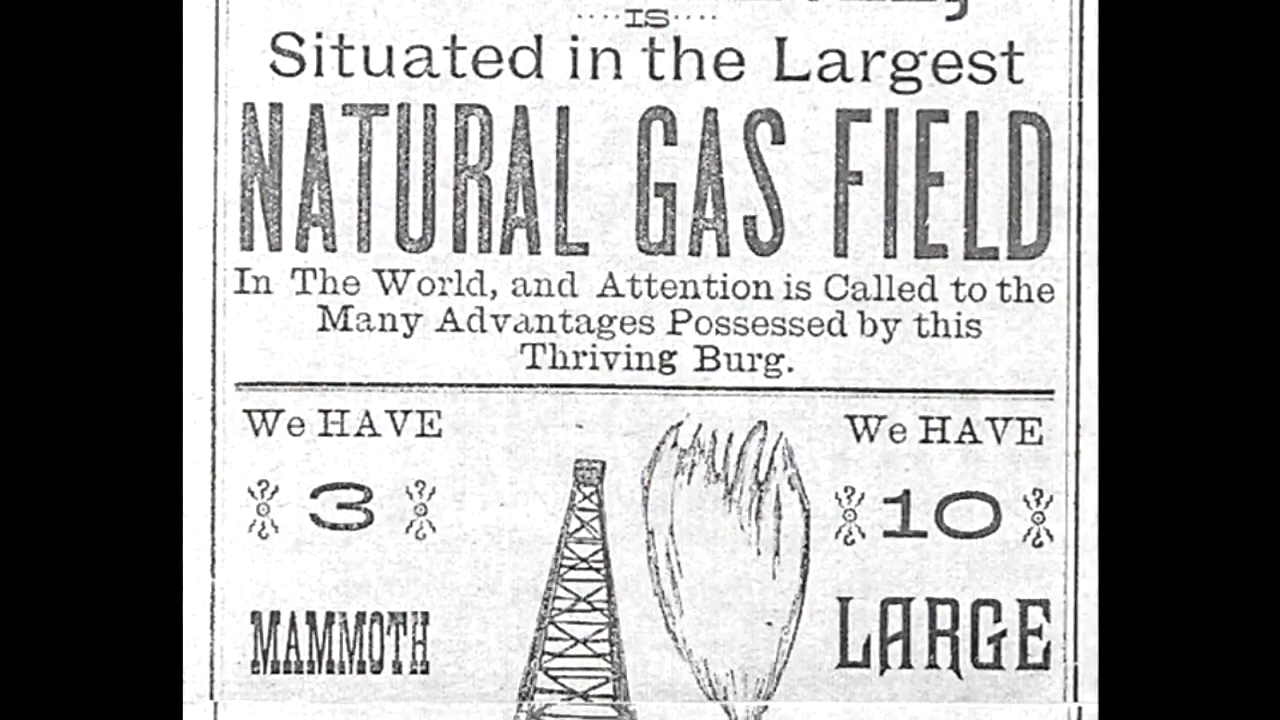 IS
Situated in the Largest
NATURAL GAS FIELD
In The World, and Attention is Called to the
Many Advantages Possessed by this
Thriving Burg.
We HAVE
3
MAMMOTH
We HAVE
10
LARGE